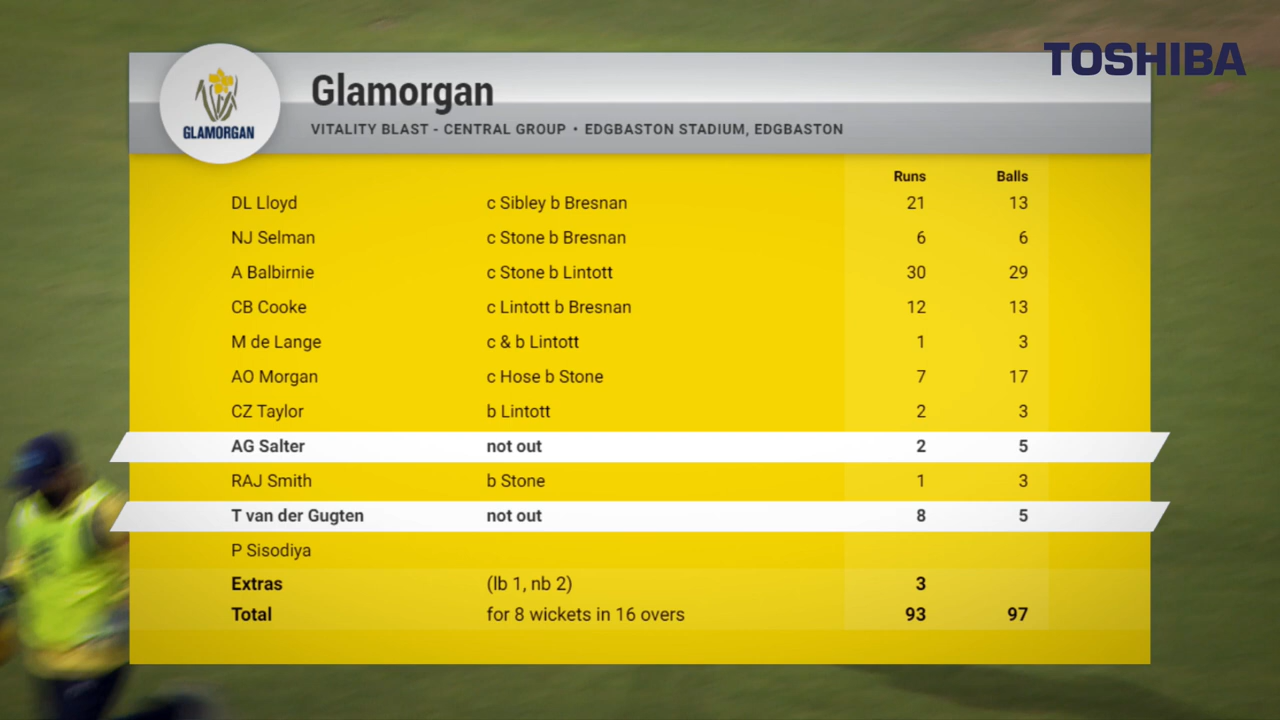 TOSHIBA
GLAMORGAN
Glamorgan
VITALITY BLAST - CENTRAL GROUP • EDGBASTON STADIUM, EDGBASTON
Runs Balls
DL Lloyd c Sibley b Bresnan 21 13
NJ Selman c Stone b Bresnan 6 6
A Balbirnie c Stone b Lintott 30 29
CB Cooke c Lintott b Bresnan 12 13
M de Lange c & b Lintott 1 3
AO Morgan c Hose b Stone 7 17
CZ Taylor b Lintott 2 3
AG Salter not out 2 5
RAJ Smith b Stone 1 3
T van der Gugten not out 8 5
P Sisodiya
Extras (lb 1, nb 2) 3
Total for 8 wickets in 16 overs 93 97